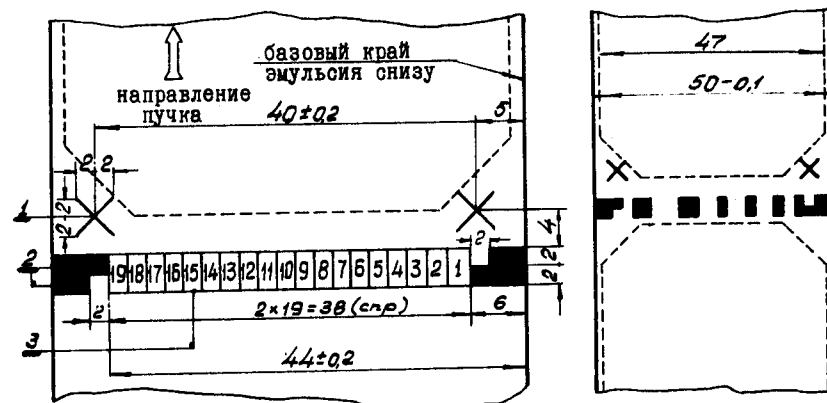 базовый край
эмульсия снизу
направление
пучка
40±0,2
5
2 2
2
2
1
4
2
2
2
2
19 18 17 16 15 14 13 12 11 10 9 8 7 6 5 4 3 2 1
2
2×19=38 (спр)
6
3
44±0,2
47
50-0,1